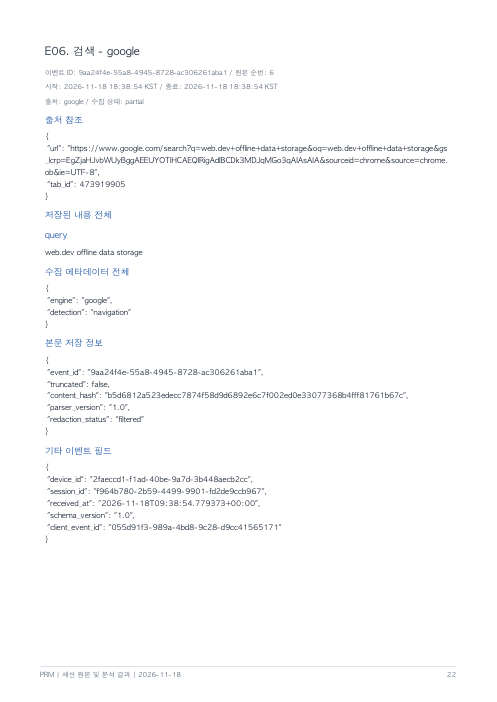 E06. 검색 - google
이벤트 ID: 9aa24f4e-55a8-4945-8728-ac306261aba1 / 원본 순번: 6
시작: 2026-11-18 18:38:54 KST / 종료: 2026-11-18 18:38:54 KST
출처: google / 수집 상태: partial
출처 참조
{
"url": "https://www.google.com/search?q=web.dev+offline+data+storage&oq=web.dev+offline+data+storage&gs
_lcrp=EgZjaHJvbWUyBggAEEUYOTIHCAEQIRigAdIBCDk3MDJqMGo3qAIAsAIA&sourceid=chrome&source=chrome.
ob&ie=UTF-8",
"tab_id": 473919905
}
저장된 내용 전체
query
web.dev offline data storage
수집 메타데이터 전체
{
"engine": "google",
"detection": "navigation"
}
본문 저장 정보
{
"event_id": "9aa24f4e-55a8-4945-8728-ac306261aba1",
"truncated": false,
"content_hash": "b5d6812a523edecc7874f58d9d6892e6c7f002ed0e33077368b4fff81761b67c",
"parser_version": "1.0",
"redaction_status": "filtered"
}
기타 이벤트 필드
{
"device_id": "2faeccd1-f1ad-40be-9a7d-3b448aecb2cc",
"session_id": "f964b780-2b59-4499-9901-fd2de9ccb967",
"received_at": "2026-11-18T09:38:54.779373+00:00",
"schema_version": "1.0",
"client_event_id": "055d91f3-989a-4bd8-9c28-d9cc41565171"
}
PRM | 세션 원본 및 분석 결과 | 2026-11-18
22